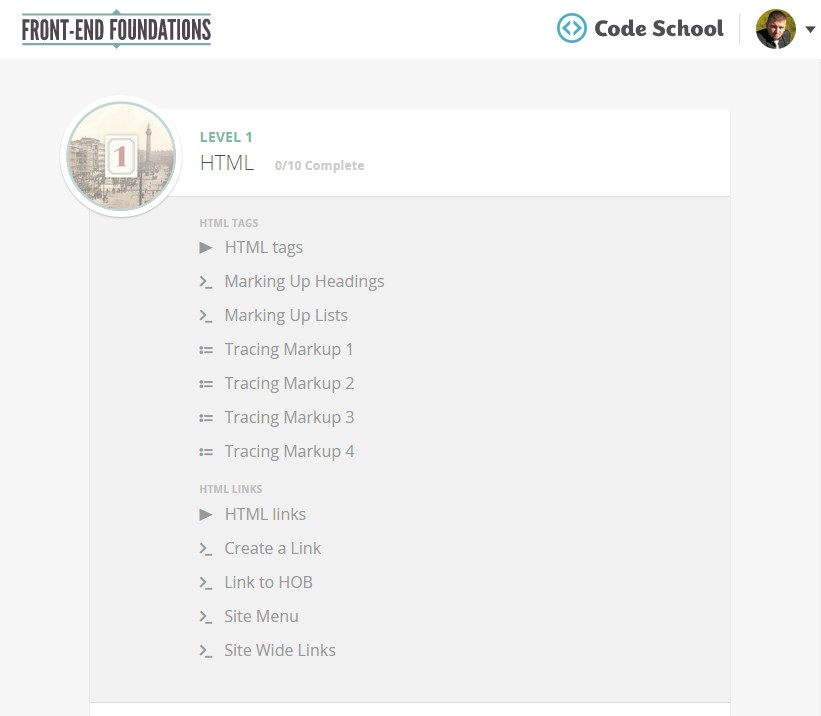 FRONT-END FOUNDATIONS
Code School
1
LEVEL 1
HTML 0/10 Complete
HTML TAGS
HTML tags
Marking Up Headings
Marking Up Lists
Tracing Markup 1
Tracing Markup 2
Tracing Markup 3
Tracing Markup 4
HTML LINKS
HTML links
Create a Link
Link to HOB
Site Menu
Site Wide Links